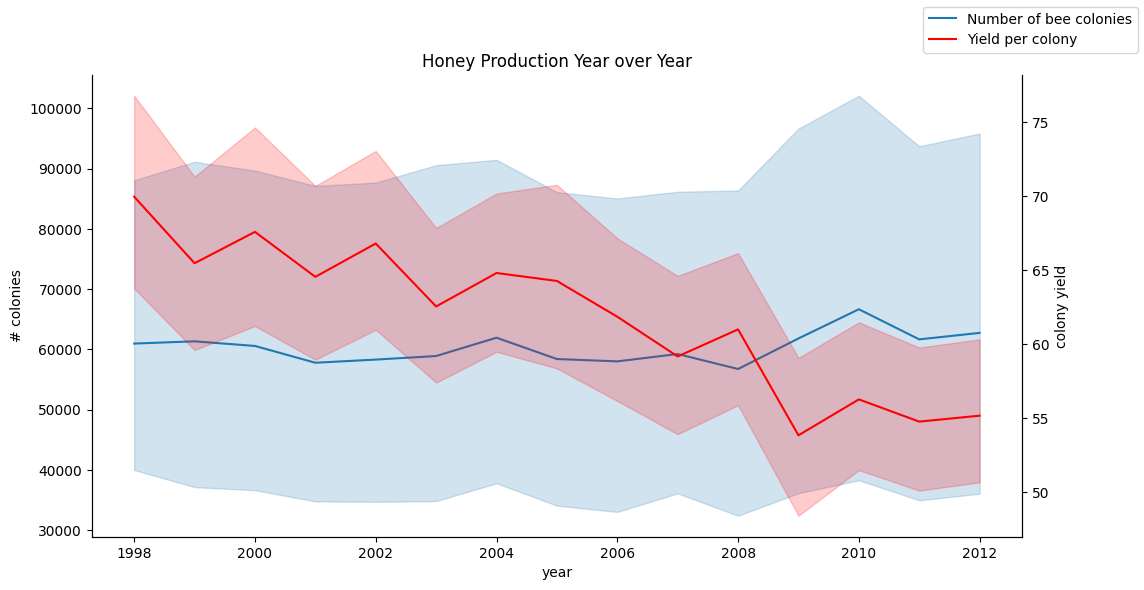 Number of bee colonies
Yield per colony
Honey Production Year over Year
# colonies
100000
90000
80000
70000
60000
50000
40000
30000
75
70
65
60
55
50
colony yield
1998 2000 2002 2004 2006 2008 2010 2012
year